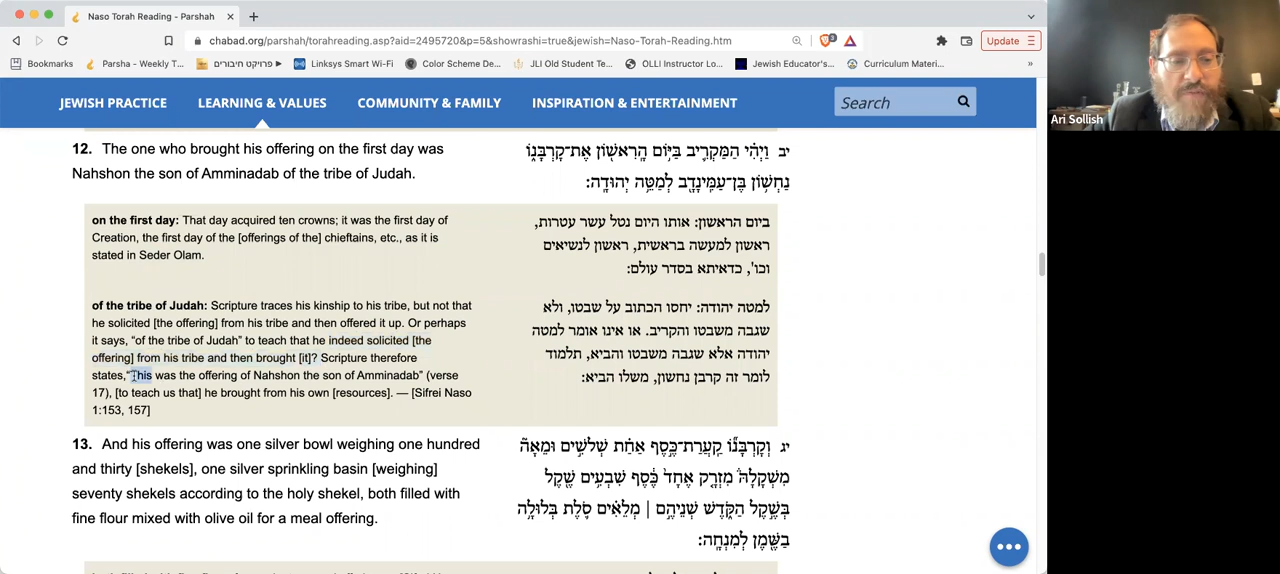 Naso Torah Reading - Parshah
chabad.org/parshah/torahreading.asp?aid=2495720&p=5&showrashi=true&jewish=Naso-Torah-Reading.htm
3
Update
Bookmarks
Parsha - Weekly T...
פרויקט חיבורים
Linksys Smart Wi-Fi
Color Scheme De...
JLI Old Student Te...
OLLI Instructor Lo...
Jewish Educator's...
Curriculum Materi...
»
JEWISH PRACTICE
LEARNING & VALUES
COMMUNITY & FAMILY
INSPIRATION & ENTERTAINMENT
Search
Ari Sollish
12. The one who brought his offering on the first day was
Nahshon the son of Amminadab of the tribe of Judah.
יב וַיְהִ֗י הַמַּקְרִ֛יב בַּיּ֥וֹם הָֽרִאשׁ֖וֹן אֶת־קָרְבָּנ֑וֹ
נַחְשׁ֥וֹן בֶּן־עַמִּֽינָדָ֖ב לְמַטֵּ֥ה יְהוּדָֽה:
on the first day: That day acquired ten crowns; it was the first day of
Creation, the first day of the [offerings of the] chieftains, etc., as it is
stated in Seder Olam.
ביום הראשון: אותו היום נטל עשר עטרות,
ראשון למעשה בראשית, ראשון לנשיאים
וכו', כדאיתא בסדר עולם:
of the tribe of Judah: Scripture traces his kinship to his tribe, but not that
he solicited [the offering] from his tribe and then offered it up. Or perhaps
it says, “of the tribe of Judah” to teach that he indeed solicited [the
offering] from his tribe and then brought [it]? Scripture therefore
states,“This was the offering of Nahshon the son of Amminadab” (verse
17), [to teach us that] he brought from his own [resources]. — [Sifrei Naso
1:153, 157]
למטה יהודה: יחסו הכתוב על שבטו, ולא
שגבה משבטו והקריב. או אינו אומר למטה
יהודה אלא שגבה משבטו והביא, תלמוד
לומר זה קרבן נחשון, משלו הביא:
13. And his offering was one silver bowl weighing one hundred
and thirty [shekels], one silver sprinkling basin [weighing]
seventy shekels according to the holy shekel, both filled with
fine flour mixed with olive oil for a meal offering.
יג וְקָרְבָּנ֞וֹ קַֽעֲרַת־כֶּ֣סֶף אַחַ֗ת שְׁלשִׁ֣ים וּמֵאָה֘
מִשְׁקָלָהּ֒ מִזְרָ֤ק אֶחָד֙ כֶּ֔סֶף שִׁבְעִ֥ים שֶׁ֖קֶל
בְּשֶׁ֣קֶל הַקֹּ֑דֶשׁ שְׁנֵיהֶ֣ם | מְלֵאִ֗ים סֹ֛לֶת בְּלוּלָ֥ה
בַשֶּׁ֖מֶן לְמִנְחָֽה: